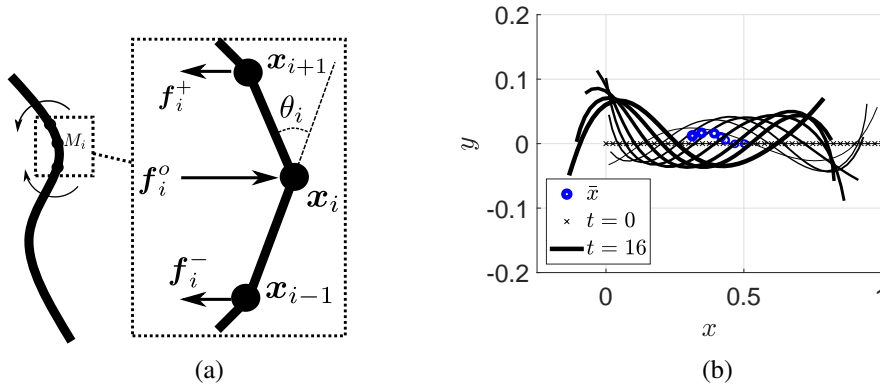 x_{i+1}
f_i^+
θ_i
M_i
f_i^o
x_i
f_i^-
x_{i-1}
(a)
0.2
0.1
0
-0.1
-0.2
y
x̄
t = 0
t = 16
0
0.5
1
x
(b)